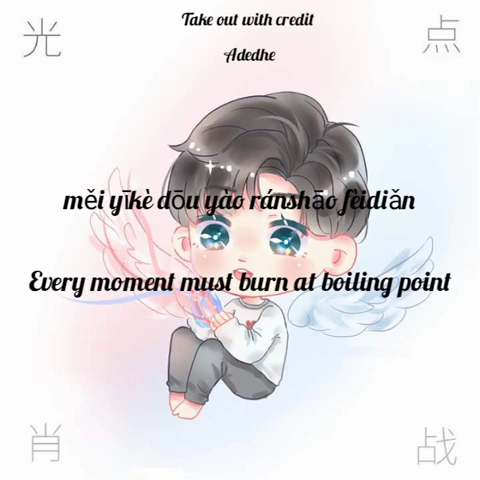 Take out with credit
Adedhe
光 点
měi yīkè dōu yào ránshāo fèidiǎn
Every moment must burn at boiling point
肖 战